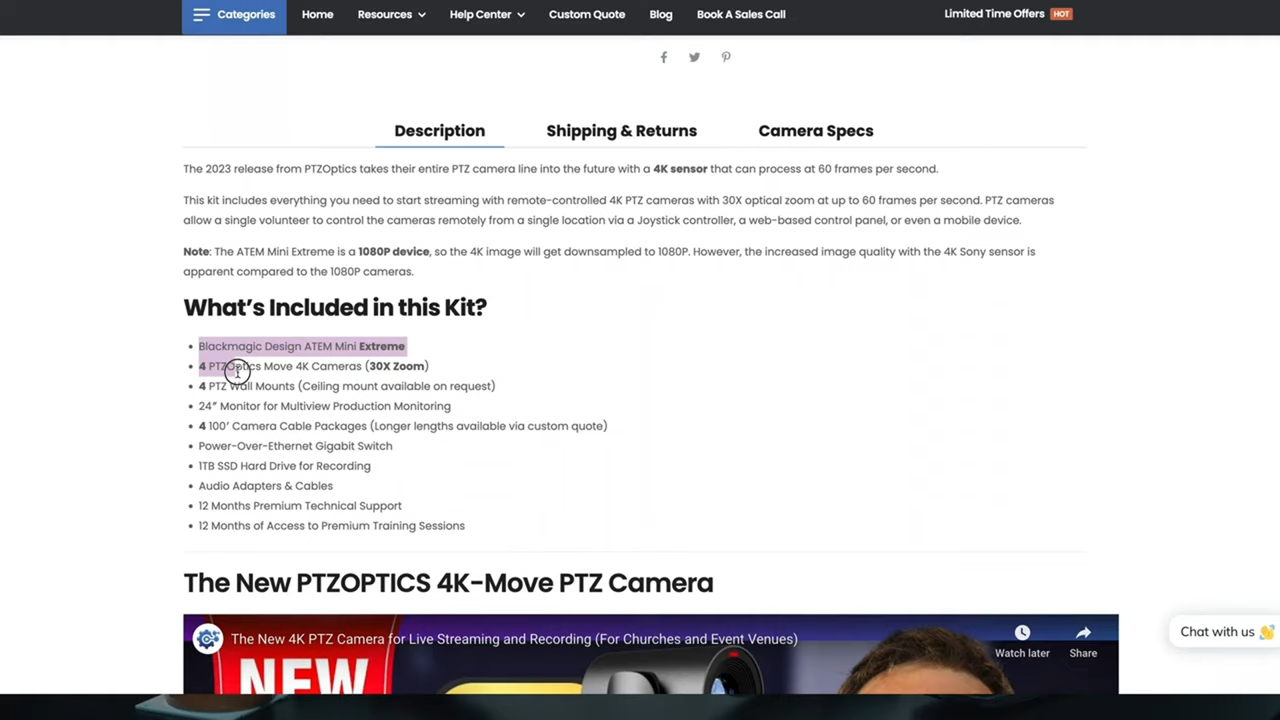 Categories
Home
Resources
Help Center
Custom Quote
Blog
Book A Sales Call
Limited Time Offers HOT
Description
Shipping & Returns
Camera Specs
The 2023 release from PTZOptics takes their entire PTZ camera line into the future with a 4K sensor that can process at 60 frames per second.
This kit includes everything you need to start streaming with remote-controlled 4K PTZ cameras with 30X optical zoom at up to 60 frames per second. PTZ cameras
allow a single volunteer to control the cameras remotely from a single location via a Joystick controller, a web-based control panel, or even a mobile device.
Note: The ATEM Mini Extreme is a 1080P device, so the 4K image will get downsampled to 1080P. However, the increased image quality with the 4K Sony sensor is
apparent compared to the 1080P cameras.
What's Included in this Kit?
• Blackmagic Design ATEM Mini Extreme
• 4 PTZOptics Move 4K Cameras (30X Zoom)
• 4 PTZ Wall Mounts (Ceiling mount available on request)
• 24″ Monitor for Multiview Production Monitoring
• 4 100′ Camera Cable Packages (Longer lengths available via custom quote)
• Power-Over-Ethernet Gigabit Switch
• 1TB SSD Hard Drive for Recording
• Audio Adapters & Cables
• 12 Months Premium Technical Support
• 12 Months of Access to Premium Training Sessions
The New PTZOPTICS 4K-Move PTZ Camera
The New 4K PTZ Camera for Live Streaming and Recording (For Churches and Event Venues)
Watch later
Share
NEW
Chat with us 👋